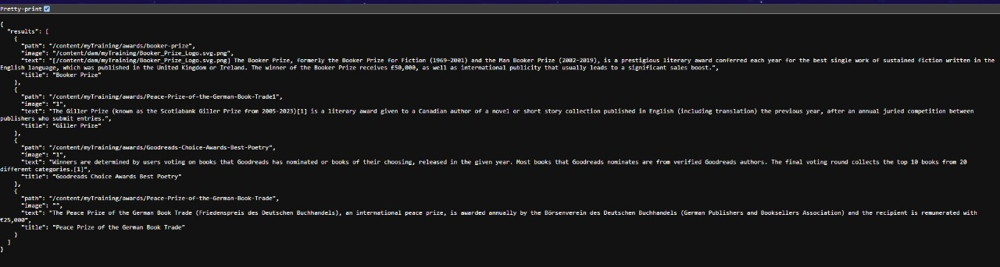 Pretty-print
{
"results": [
{
"path": "/content/myTraining/awards/booker-prize",
"image": "/content/dam/myTraining/Booker_Prize_Logo.svg.png",
"text": "[/content/dam/myTraining/Booker_Prize_Logo.svg.png] The Booker Prize, formerly the Booker Prize for Fiction (1969–2001) and the Man Booker Prize (2002–2019), is a prestigious literary award conferred each year for the best single work of sustained fiction written in the
English language, which was published in the United Kingdom or Ireland. The winner of the Booker Prize receives £50,000, as well as international publicity that usually leads to a significant sales boost.",
"title": "Booker Prize"
},
{
"path": "/content/myTraining/awards/Peace-Prize-of-the-German-Book-Trade1",
"image": "1",
"text": "The Giller Prize (known as the Scotiabank Giller Prize from 2005-2023)[1] is a literary award given to a Canadian author of a novel or short story collection published in English (including translation) the previous year, after an annual juried competition between
publishers who submit entries.",
"title": "Giller Prize"
},
{
"path": "/content/myTraining/awards/Goodreads-Choice-Awards-Best-Poetry",
"image": "1",
"text": "Winners are determined by users voting on books that Goodreads has nominated or books of their choosing, released in the given year. Most books that Goodreads nominates are from verified Goodreads authors. The final voting round collects the top 10 books from 20
different categories.[1]",
"title": "Goodreads Choice Awards Best Poetry"
},
{
"path": "/content/myTraining/awards/Peace-Prize-of-the-German-Book-Trade",
"image": "",
"text": "The Peace Prize of the German Book Trade (Friedenspreis des Deutschen Buchhandels), an international peace prize, is awarded annually by the Börsenverein des Deutschen Buchhandels (German Publishers and Booksellers Association) and the recipient is remunerated with
€25,000",
"title": "Peace Prize of the German Book Trade"
}
]
}